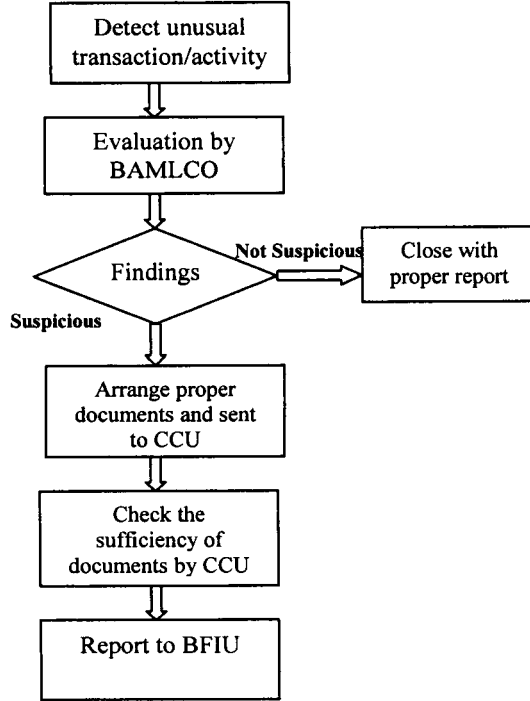 Detect unusual
transaction/activity
Evaluation by
BAMLCO
Findings
Not Suspicious
Close with
proper report
Suspicious
Arrange proper
documents and sent
to CCU
Check the
sufficiency of
documents by CCU
Report to BFIU